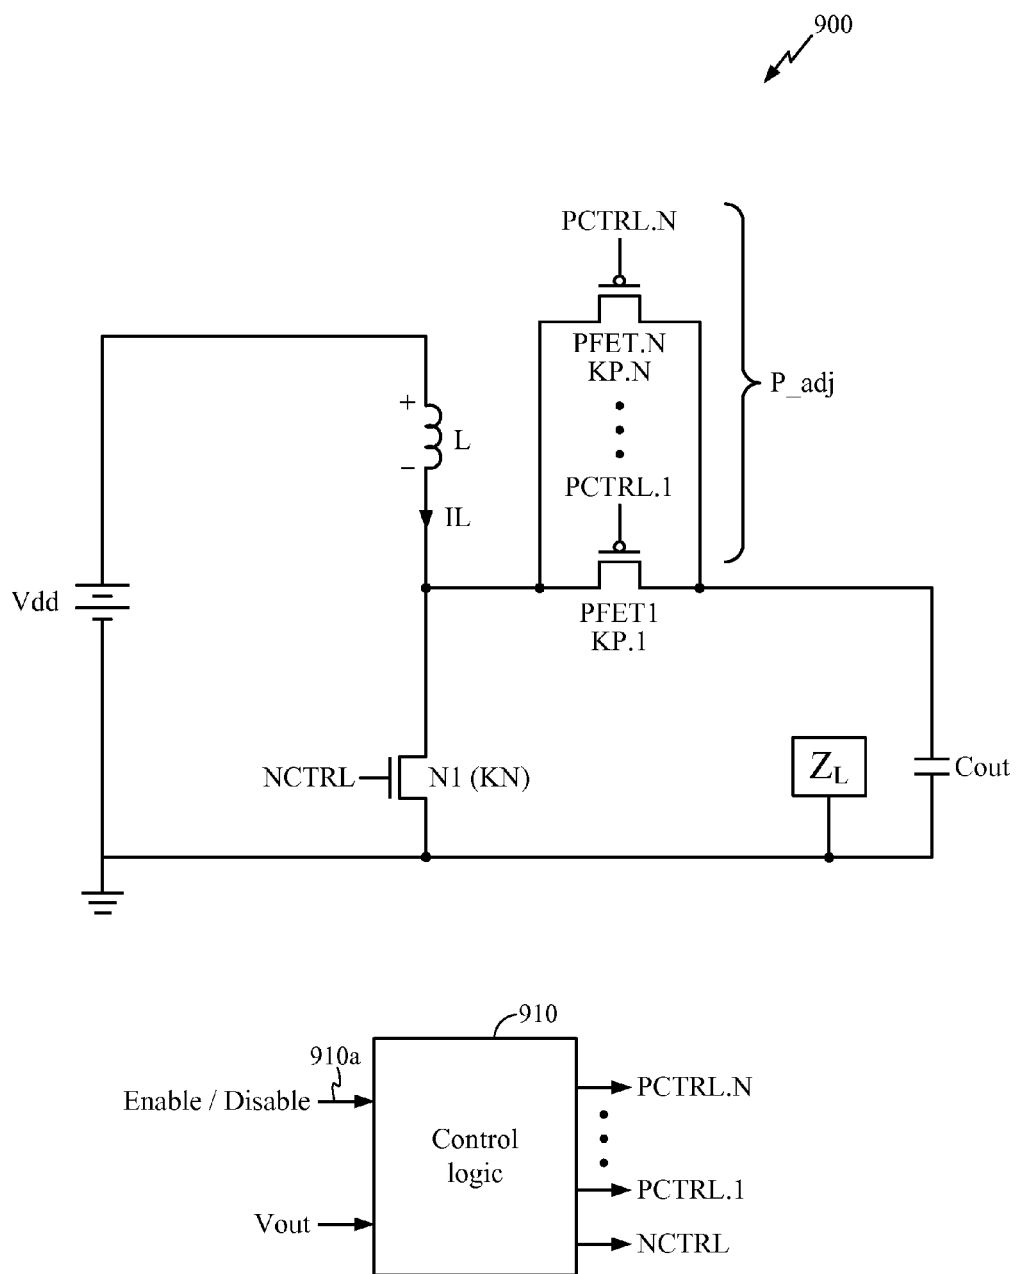 900
PCTRL.N
PFET.N
KP.N
P_adj
+
L
−
PCTRL.1
IL
Vdd
PFET1
KP.1
NCTRL
N1 (KN)
ZL
Cout
910
910a
Enable / Disable
PCTRL.N
Control
logic
PCTRL.1
Vout
NCTRL